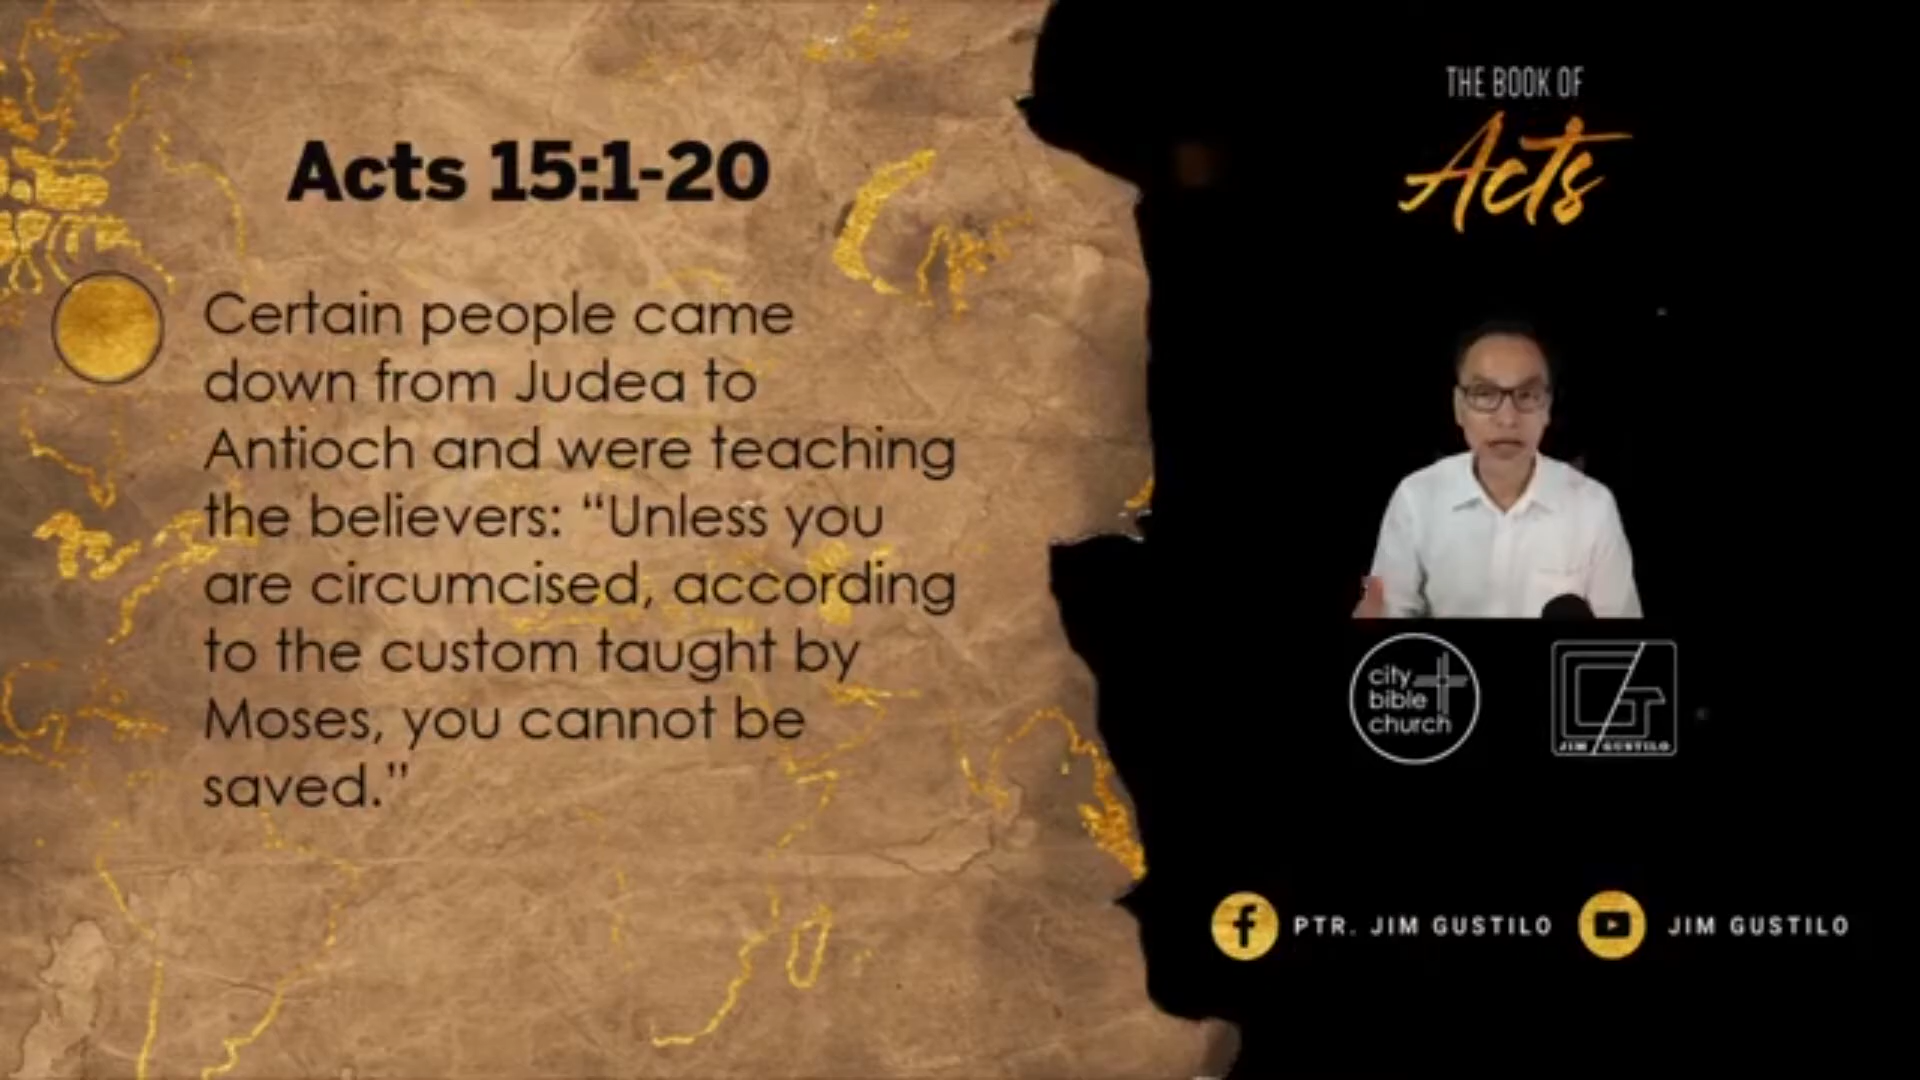 Acts 15:1-20
Certain people came
down from Judea to
Antioch and were teaching
the believers: “Unless you
are circumcised, according
to the custom taught by
Moses, you cannot be
saved.”
THE BOOK OF
Acts
city
bible
church
JIM GUSTILO
PTR. JIM GUSTILO
JIM GUSTILO